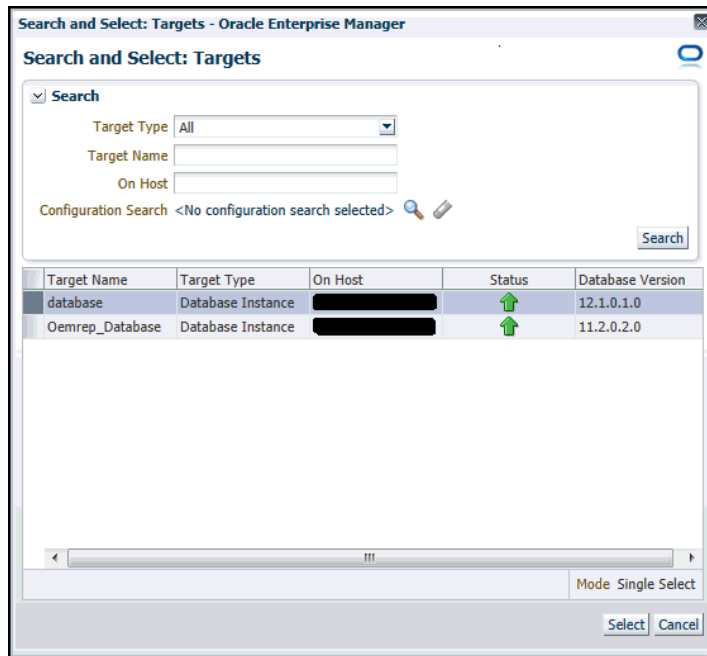 Search and Select: Targets - Oracle Enterprise Manager
Search and Select: Targets
Search
Target Type All
Target Name
On Host
Configuration Search <No configuration search selected>
Search
Target Name Target Type On Host Status Database Version
database Database Instance 12.1.0.1.0
Oemrep_Database Database Instance 11.2.0.2.0
Mode Single Select
Select Cancel